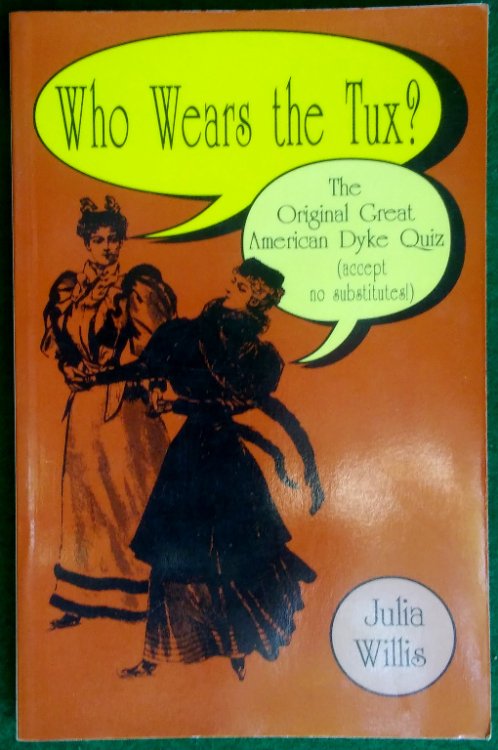 Who Wears the Tux?
The
Original Great
American Dyke Quiz
(accept
no substitutes!)
Julia
Willis